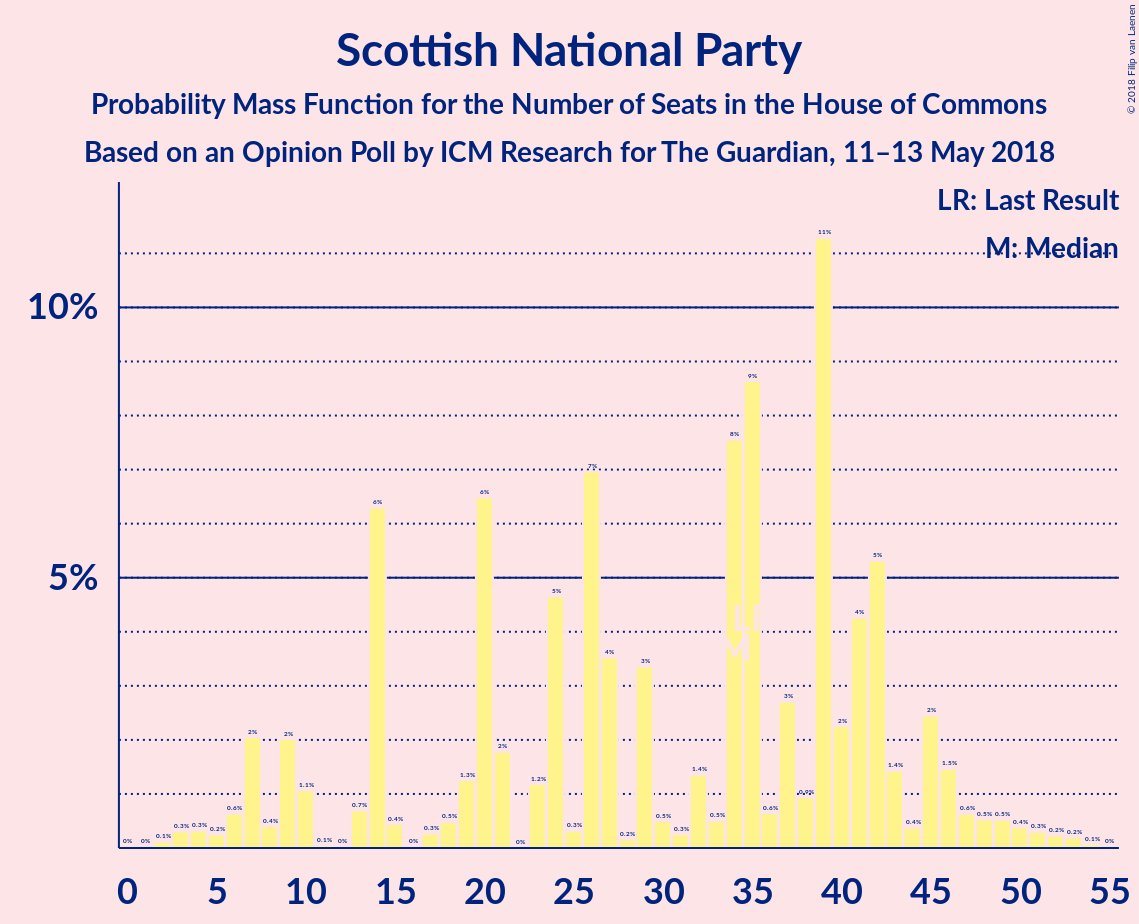 Scottish National Party
Probability Mass Function for the Number of Seats in the House of Commons
Based on an Opinion Poll by ICM Research for The Guardian, 11–13 May 2018
© 2018 Filip van Laenen
LR: Last Result
M: Median
10%
5%
0% 0% 0.1% 0.3% 0.3% 0.2% 0.6% 2% 0.4% 2% 1.1% 0.1% 0% 0.7% 6% 0.4% 0% 0.3% 0.5% 1.3% 6% 2% 0% 1.2% 5% 0.3% 7% 4% 0.2% 3% 0.5% 0.3% 1.4% 0.5% 8% 9% 0.6% 3% 0.9% 11% 2% 4% 5% 1.4% 0.4% 2% 1.5% 0.6% 0.5% 0.5% 0.4% 0.3% 0.2% 0.2% 0.1% 0%
0 5 10 15 20 25 30 35 40 45 50 55